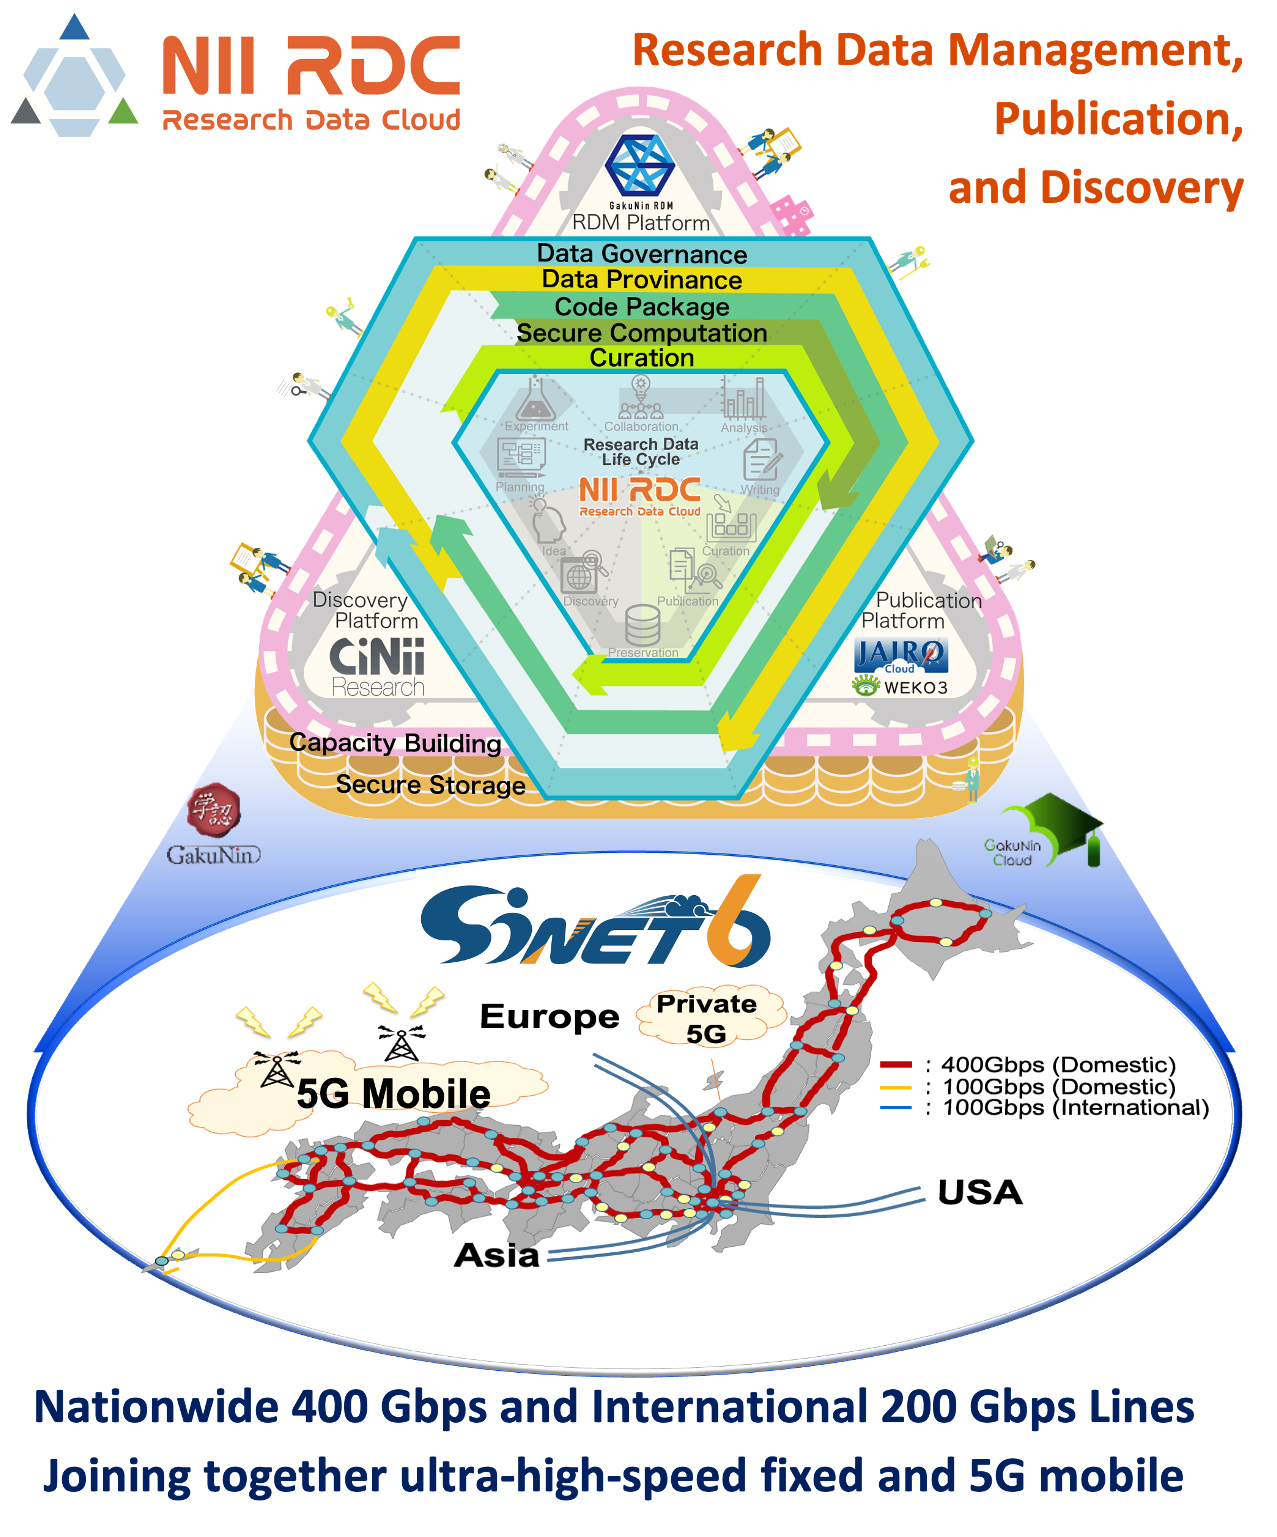 NII RDC
Research Data Cloud
Research Data Management,
Publication,
and Discovery
GakuNin RDM
RDM Platform
Data Governance
Data Provinance
Code Package
Secure Computation
Curation
Experiment
Collaboration
Analysis
Research Data
Life Cycle
Planning
Writing
NII RDC
Research Data Cloud
Idea
Curation
Discovery
Publication
Preservation
Discovery
Platform
CiNii
Research
Publication
Platform
JAIRO
Cloud
WEKO3
Capacity Building
Secure Storage
学認
GakuNin
GakuNin
Cloud
SINET6
Europe
Private
5G
5G Mobile
: 400Gbps (Domestic)
: 100Gbps (Domestic)
: 100Gbps (International)
USA
Asia
Nationwide 400 Gbps and International 200 Gbps Lines
Joining together ultra-high-speed fixed and 5G mobile